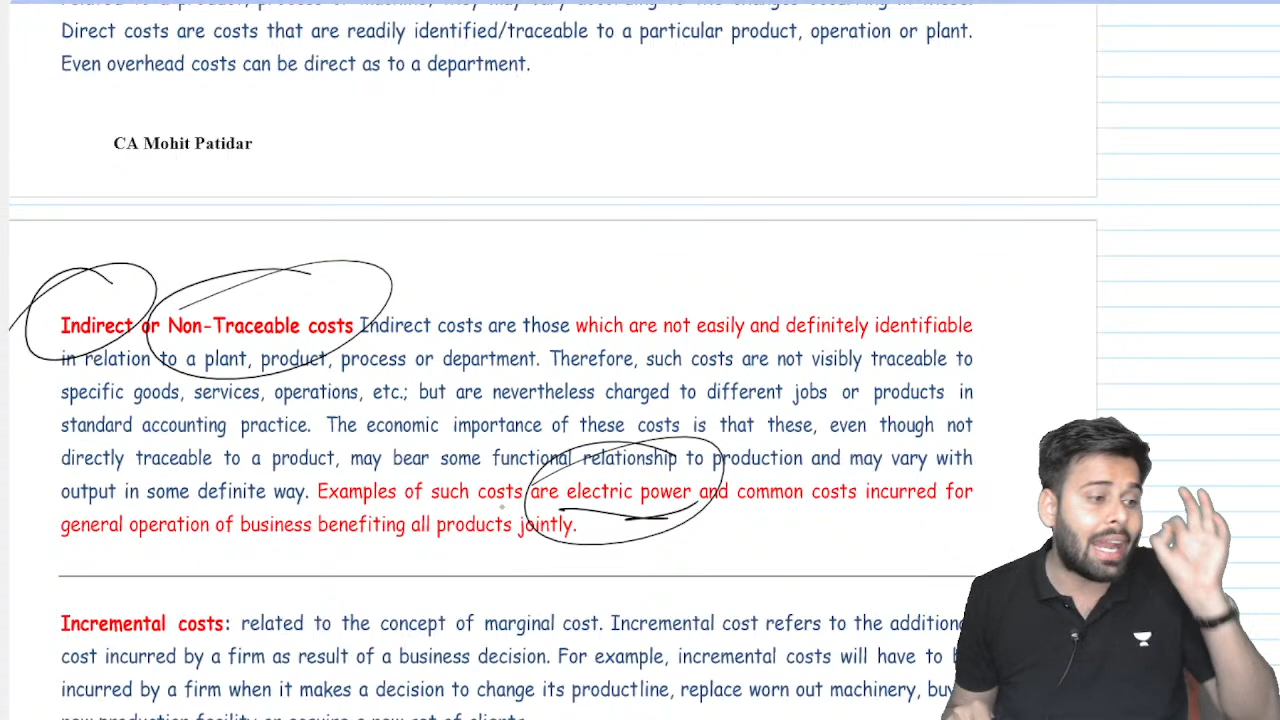 Direct costs are costs that are readily identified/traceable to a particular product, operation or plant.
Even overhead costs can be direct as to a department.
CA Mohit Patidar
Indirect or Non-Traceable costs Indirect costs are those which are not easily and definitely identifiable
in relation to a plant, product, process or department. Therefore, such costs are not visibly traceable to
specific goods, services, operations, etc.; but are nevertheless charged to different jobs or products in
standard accounting practice. The economic importance of these costs is that these, even though not
directly traceable to a product, may bear some functional relationship to production and may vary with
output in some definite way. Examples of such costs are electric power and common costs incurred for
general operation of business benefiting all products jointly.
Incremental costs: related to the concept of marginal cost. Incremental cost refers to the
cost incurred by a firm as result of a business decision. For example, incremental costs will have to
incurred by a firm when it makes a decision to change its productline, replace worn out machinery,